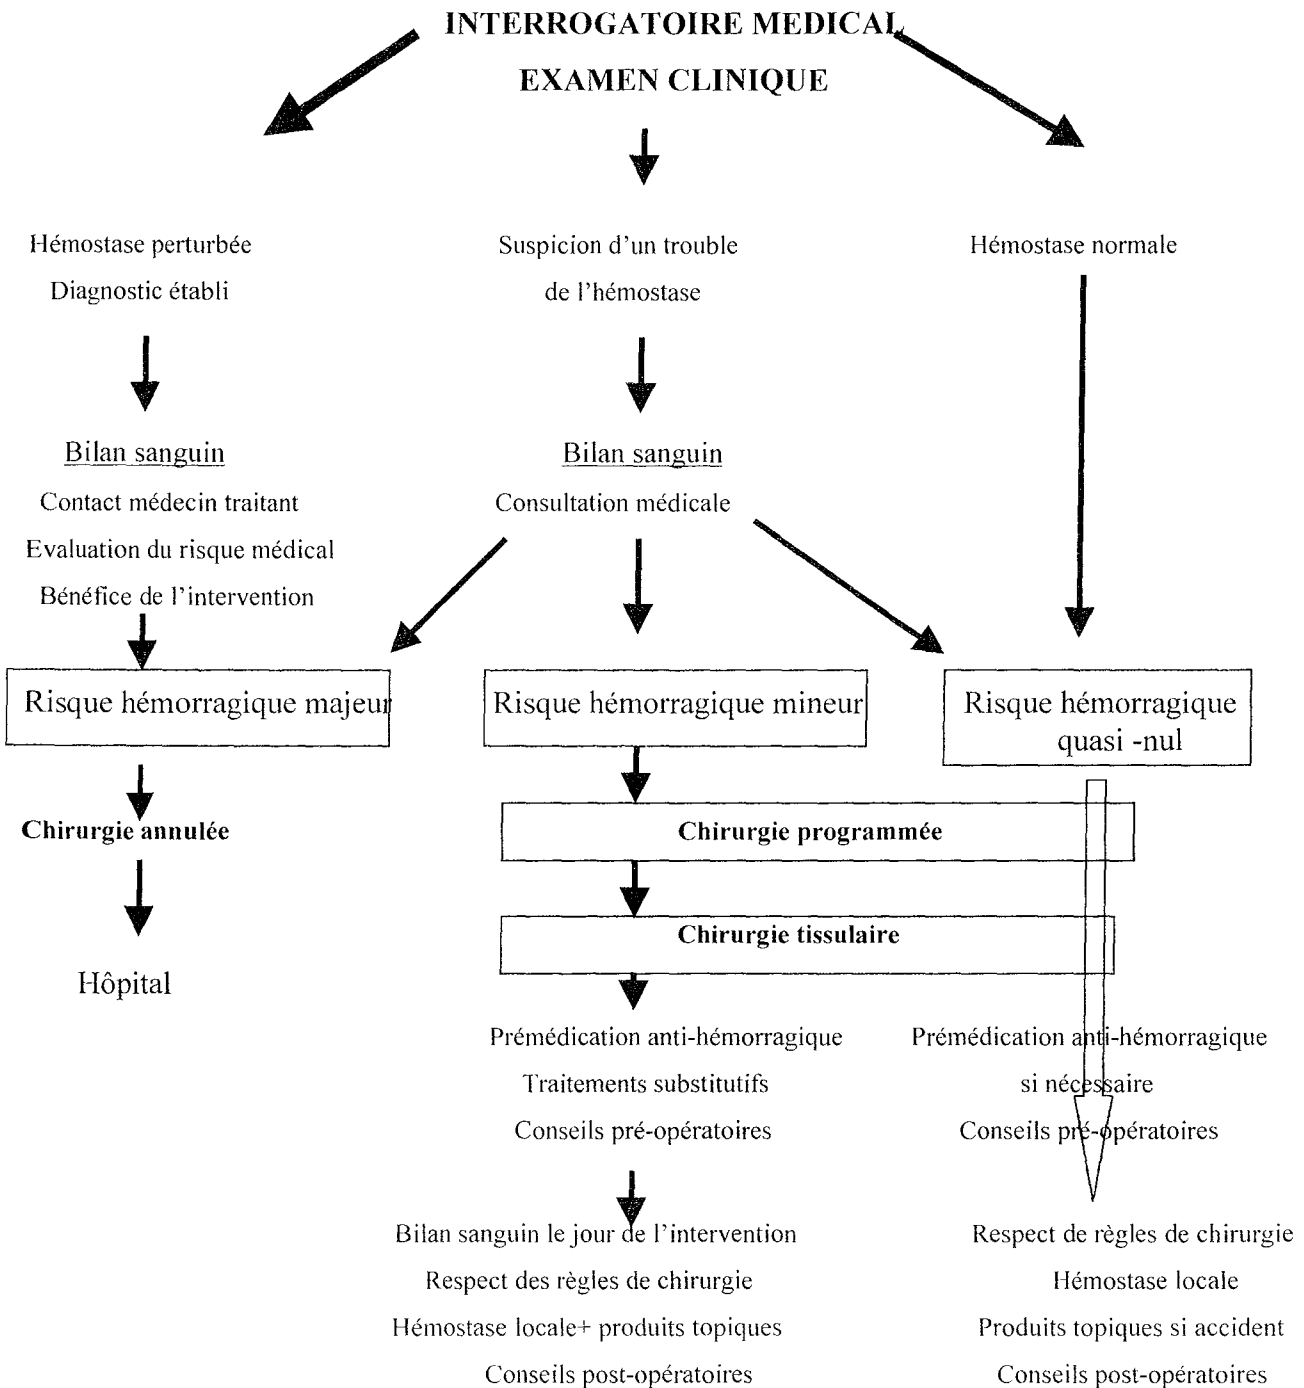 INTERROGATOIRE MEDICAL
EXAMEN CLINIQUE
Hémostase perturbée
Diagnostic établi
Suspicion d'un trouble
de l'hémostase
Hémostase normale
Bilan sanguin
Contact médecin traitant
Evaluation du risque médical
Bénéfice de l'intervention
Bilan sanguin
Consultation médicale
Risque hémorragique majeur
Risque hémorragique mineur
Risque hémorragique
quasi -nul
Chirurgie annulée
Hôpital
Chirurgie programmée
Chirurgie tissulaire
Prémédication anti-hémorragique
Traitements substitutifs
Conseils pré-opératoires
Prémédication anti-hémorragique
si nécessaire
Conseils pré-opératoires
Bilan sanguin le jour de l'intervention
Respect des règles de chirurgie
Hémostase locale+ produits topiques
Conseils post-opératoires
Respect de règles de chirurgie
Hémostase locale
Produits topiques si accident
Conseils post-opératoires